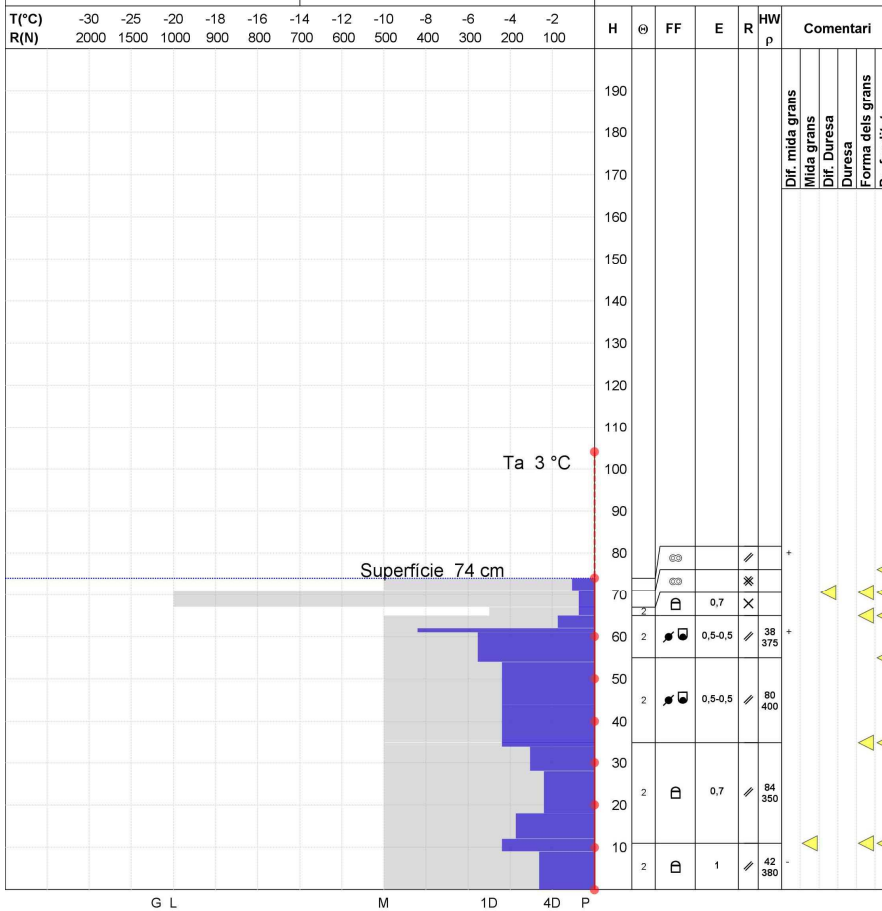 T(°C) -30 -25 -20 -18 -16 -14 -12 -10 -8 -6 -4 -2
R(N) 2000 1500 1000 900 800 700 600 500 400 300 200 100
H Θ FF E R HW ρ Comentari
Dif. mida grans
Mida grans
Dif. Duresa
Duresa
Forma dels grans
190
180
170
160
150
140
130
120
110
Ta 3 °C 100
90
80 // +
Superfície 74 cm
70
2 0,7 X
60 2 0,5-0,5 // 38 375 +
50
2 0,5-0,5 // 80 400
40
30
2 0,7 // 84 350
20
10
2 1 // 42 380 -
G L M 1D 4D P